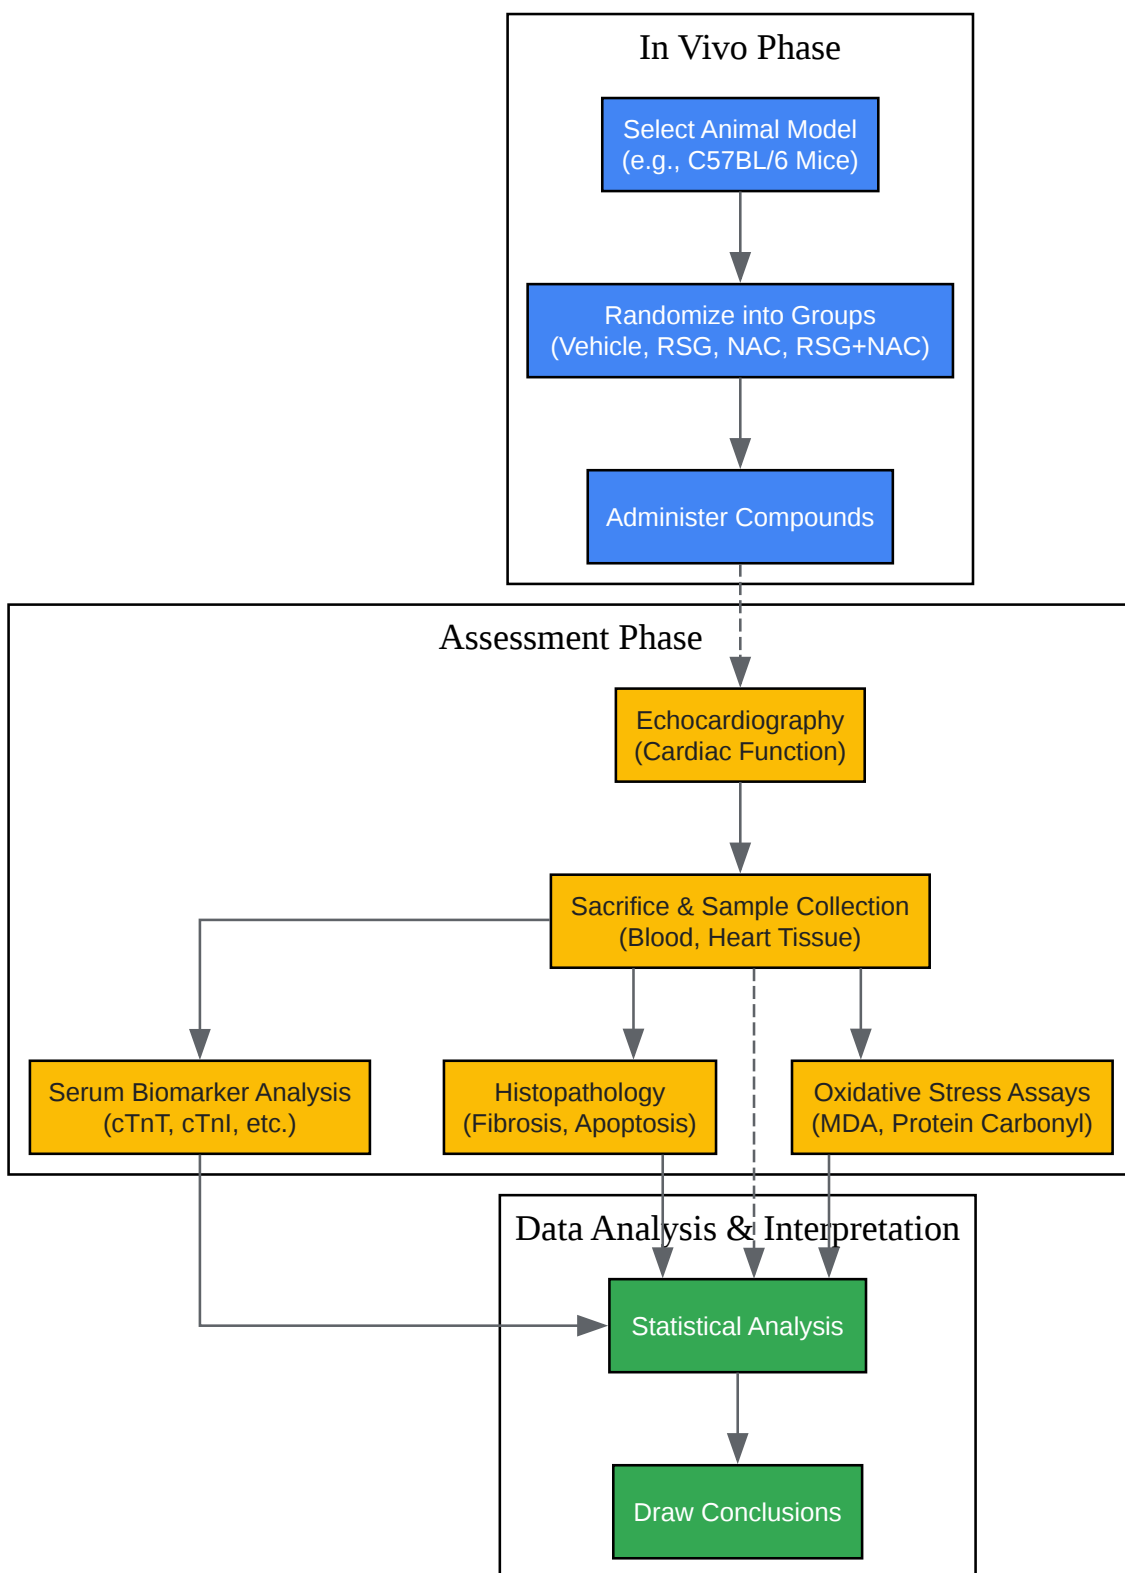 In Vivo Phase
Select Animal Model
(e.g., C57BL/6 Mice)
Randomize into Groups
(Vehicle, RSG, NAC, RSG+NAC)
Administer Compounds
Assessment Phase
Echocardiography
(Cardiac Function)
Sacrifice & Sample Collection
(Blood, Heart Tissue)
Serum Biomarker Analysis
(cTnT, cTnI, etc.)
Histopathology
(Fibrosis, Apoptosis)
Oxidative Stress Assays
(MDA, Protein Carbonyl)
Data Analysis & Interpretation
Statistical Analysis
Draw Conclusions